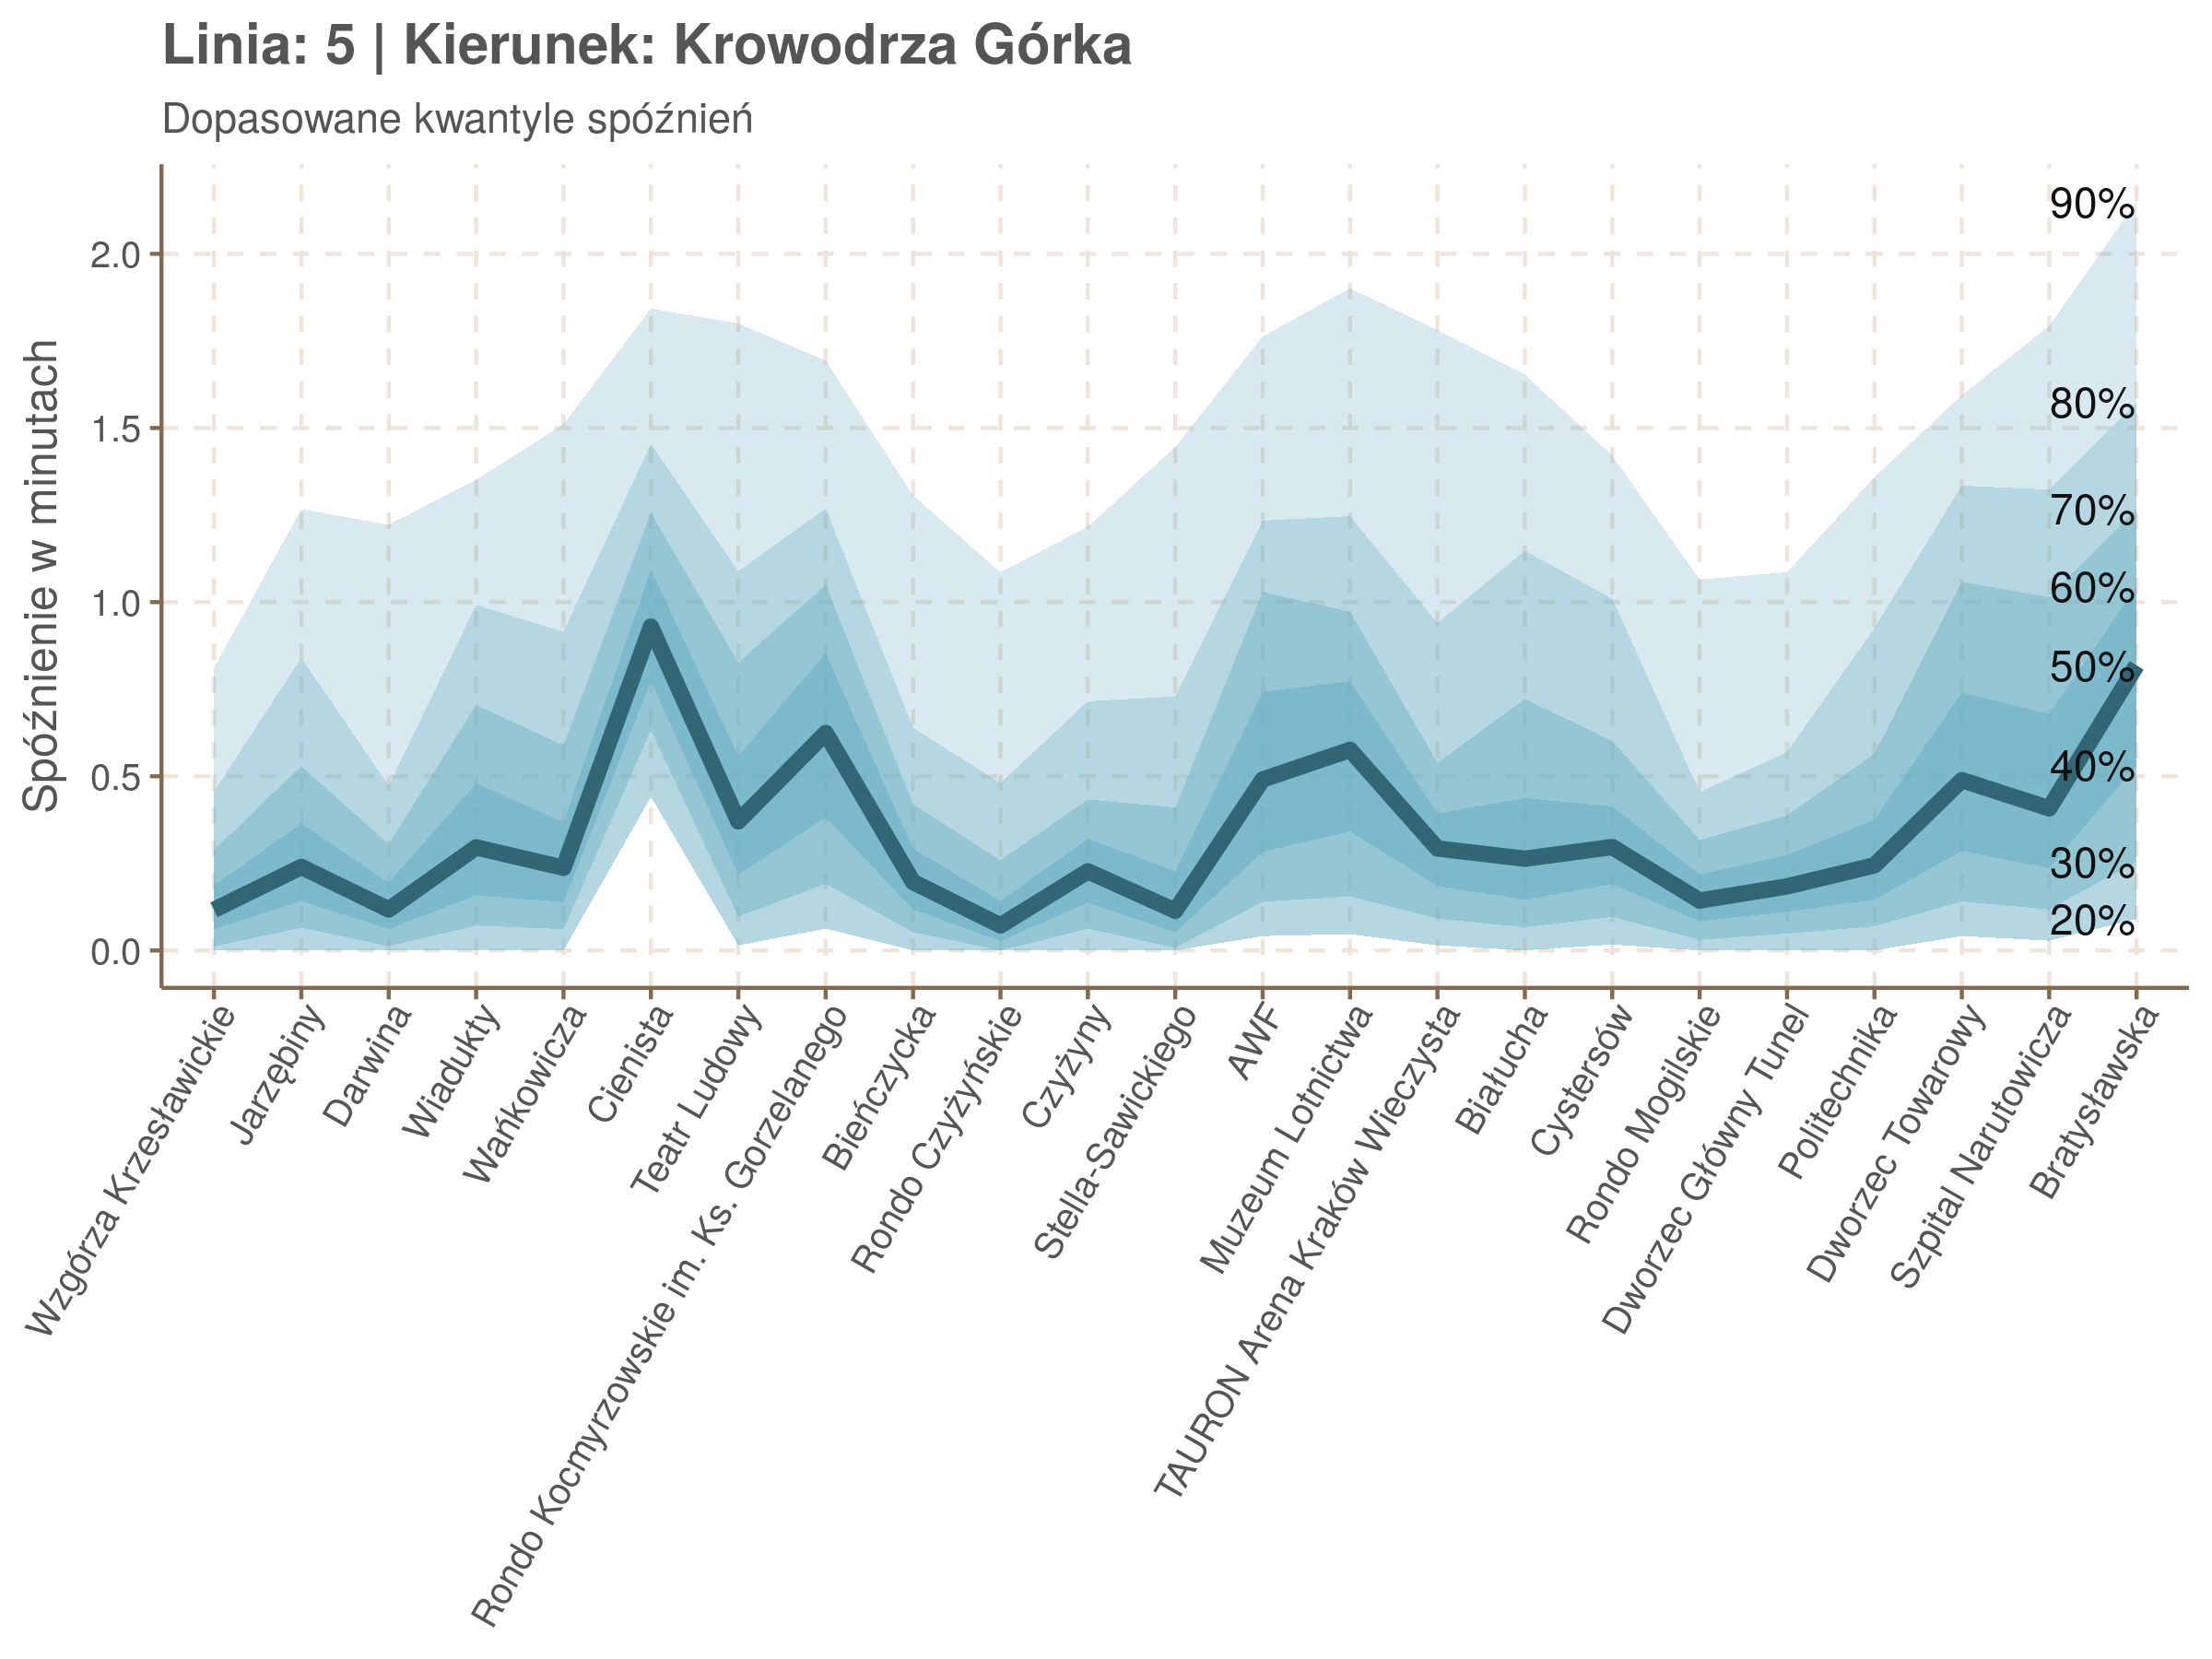 Linia: 5 | Kierunek: Krowodrza Górka
Dopasowane kwantyle spóźnień
Spóźnienie w minutach
2.0
1.5
1.0
0.5
0.0
90%
80%
70%
60%
50%
40%
30%
20%
Wzgórza Krzesławickie
Jarzębiny
Darwina
Wiadukty
Wańkowicza
Cienista
Teatr Ludowy
Rondo Kocmyrzowskie im. Ks. Gorzelanego
Bieńczycka
Rondo Czyżyńskie
Czyżyny
Stella-Sawickiego
AWF
Muzeum Lotnictwa
TAURON Arena Kraków Wieczysta
Białucha
Cystersów
Rondo Mogilskie
Dworzec Główny Tunel
Politechnika
Dworzec Towarowy
Szpital Narutowicza
Bratysławska